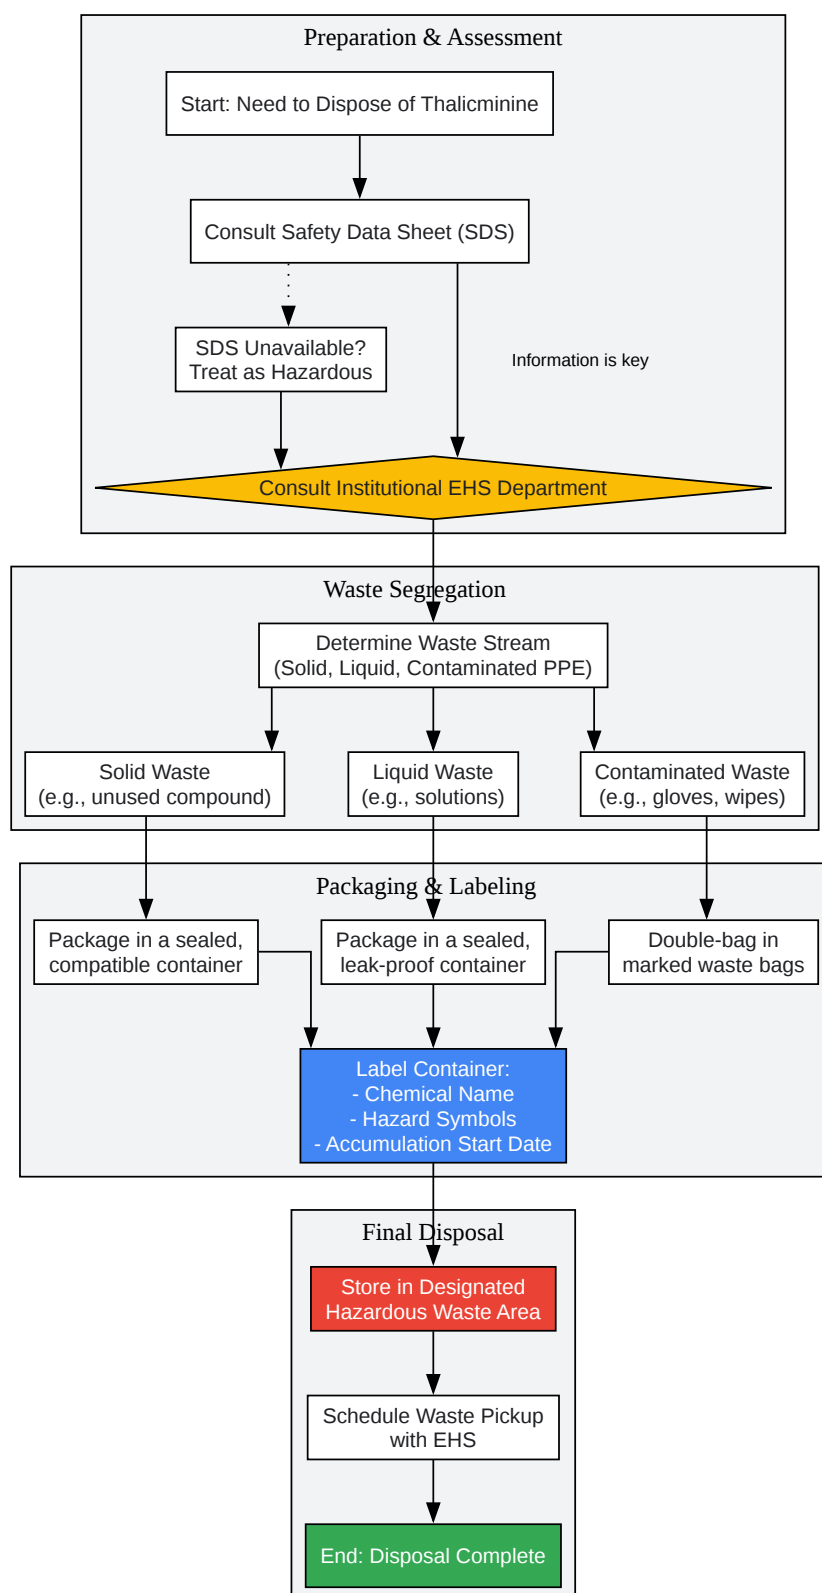 Preparation & Assessment
Start: Need to Dispose of Thalicminine
Consult Safety Data Sheet (SDS)
SDS Unavailable?
Treat as Hazardous
Information is key
Consult Institutional EHS Department
Waste Segregation
Determine Waste Stream
(Solid, Liquid, Contaminated PPE)
Solid Waste
(e.g., unused compound)
Liquid Waste
(e.g., solutions)
Contaminated Waste
(e.g., gloves, wipes)
Packaging & Labeling
Package in a sealed,
compatible container
Package in a sealed,
leak-proof container
Double-bag in
marked waste bags
Label Container:
- Chemical Name
- Hazard Symbols
- Accumulation Start Date
Final Disposal
Store in Designated
Hazardous Waste Area
Schedule Waste Pickup
with EHS
End: Disposal Complete